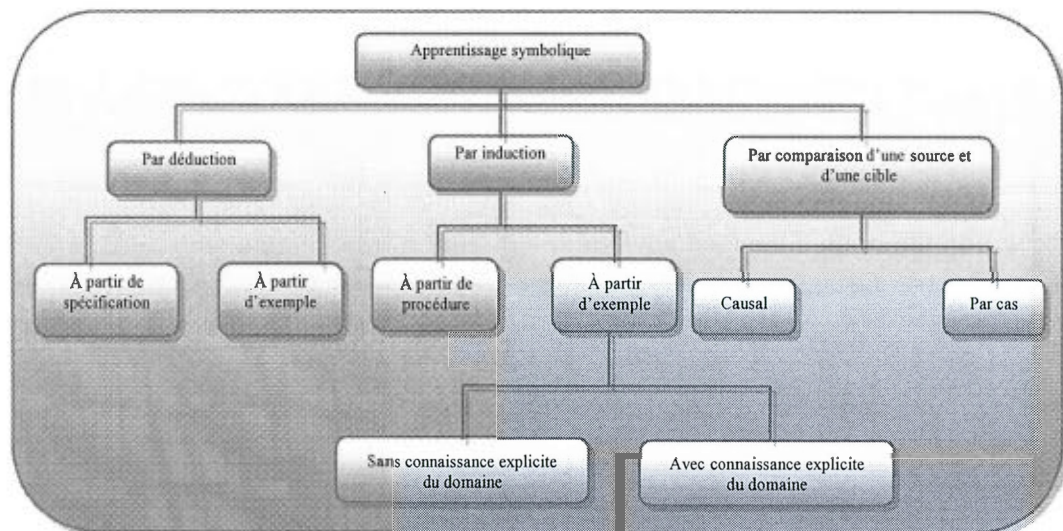 Apprentissage symbolique
Par déduction
Par induction
Par comparaison d'une source et
d'une cible
À partir de
spécification
À partir
d'exemple
À partir de
procédure
À partir
d'exemple
Causal
Par cas
Sans connaissance explicite
du domaine
Avec connaissance explicite
du domaine